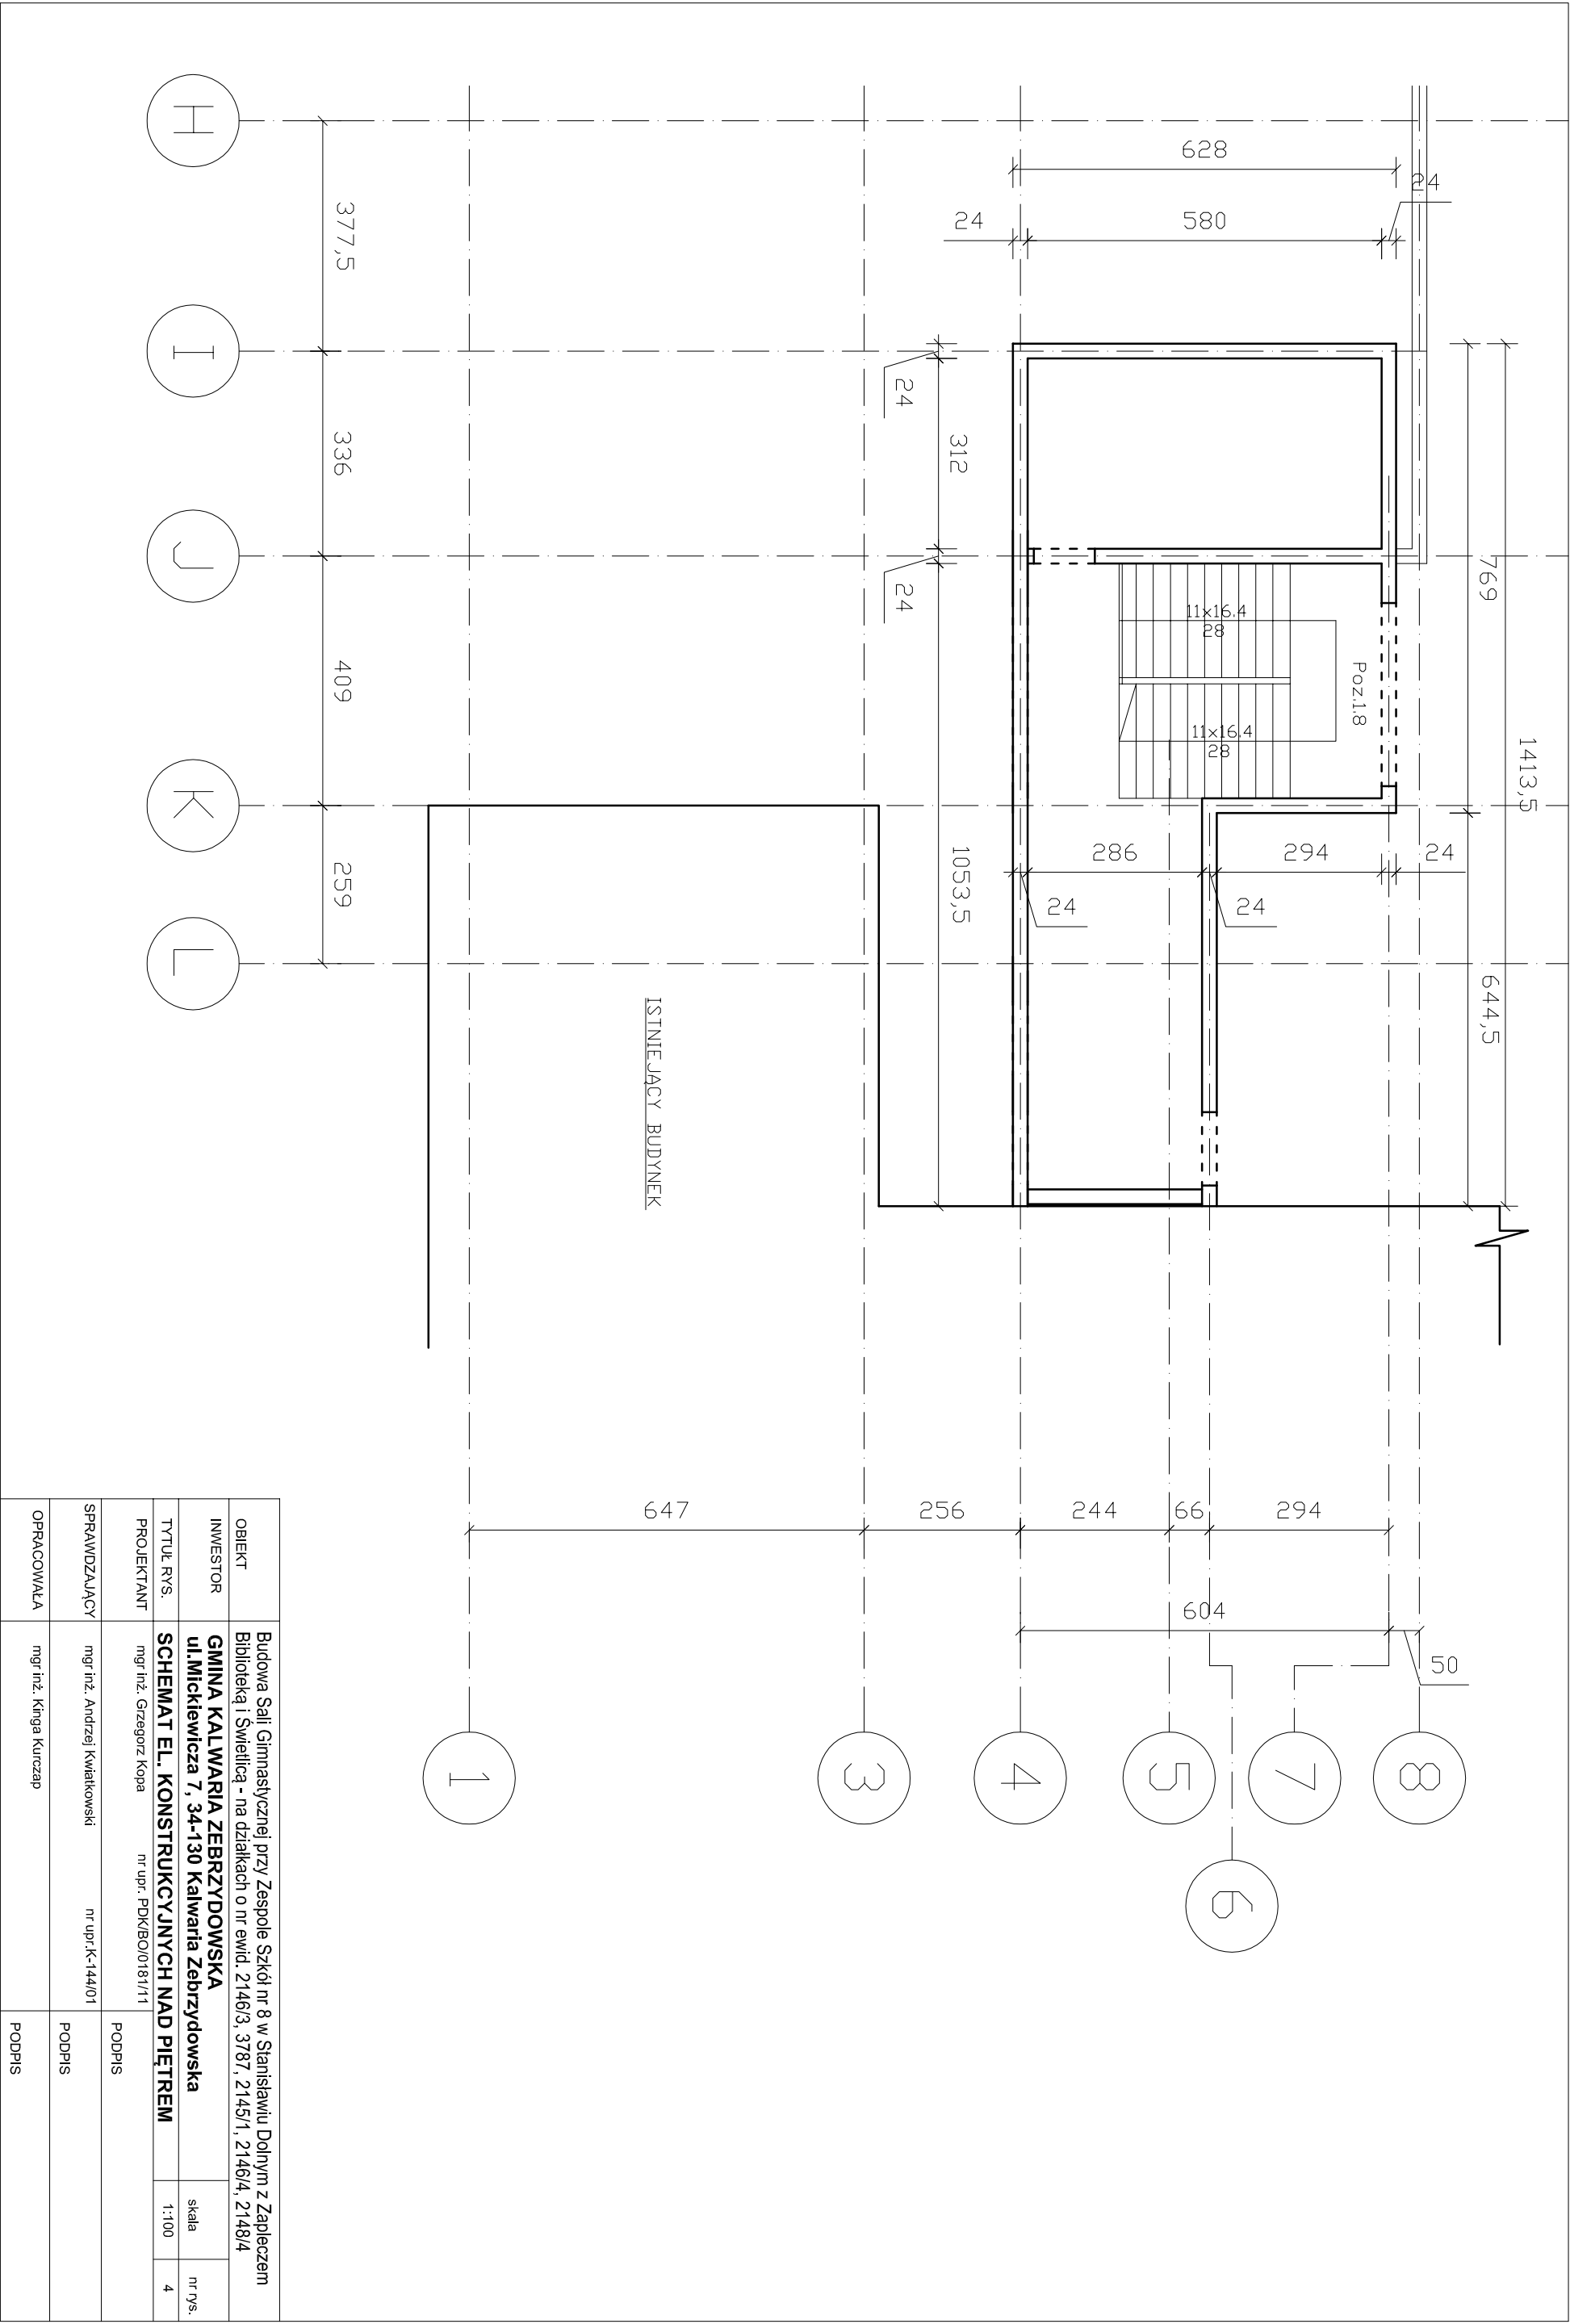 H
I
J
K
L
377,5
336
409
259
628
24
580
24
24
312
24
1053,5
769
644,5
1413,5
11x16.4
28
11x16.4
28
Poz.1.8
286
294
24
24
24
ISTNIEJĄCY BUDYNEK
647
256
244
66
294
604
50
1
3
4
5
6
7
8
OBIEKT
Budowa Sali Gimnastycznej przy Zespole Szkół nr 8 w Stanisławiu Dolnym z Zapleczem
Biblioteką i Świetlicą - na działkach o nr ewid. 2146/3, 3787, 2145/1, 2146/4, 2148/4
INWESTOR
GMINA KALWARIA ZEBRZYDOWSKA
ul.Mickiewicza 7, 34-130 Kalwaria Zebrzydowska
skala
nr rys.
TYTUŁ RYS.
SCHEMAT EL. KONSTRUKCYJNYCH NAD PIĘTREM
1:100
4
PROJEKTANT
mgr inż. Grzegorz Kopa nr upr. PDK/BO/0181/11
PODPIS
SPRAWDZAJĄCY
mgr inż. Andrzej Kwiatkowski nr upr.K-144/01
PODPIS
OPRACOWAŁA
mgr inż. Kinga Kurczap
PODPIS